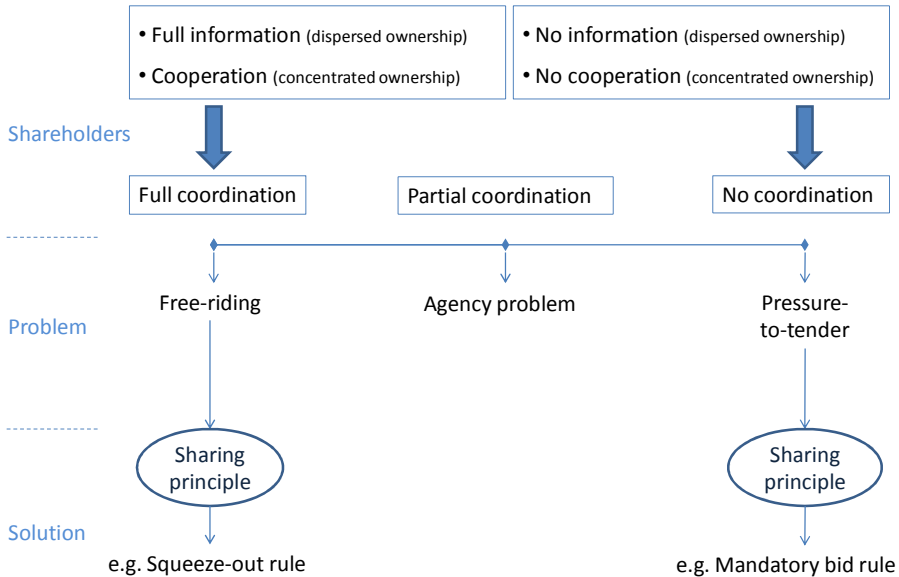 • Full information (dispersed ownership)
• Cooperation (concentrated ownership)
• No information (dispersed ownership)
• No cooperation (concentrated ownership)
Shareholders
Full coordination
Partial coordination
No coordination
Problem
Free-riding
Agency problem
Pressure-
to-tender
Sharing
principle
Sharing
principle
Solution
e.g. Squeeze-out rule
e.g. Mandatory bid rule